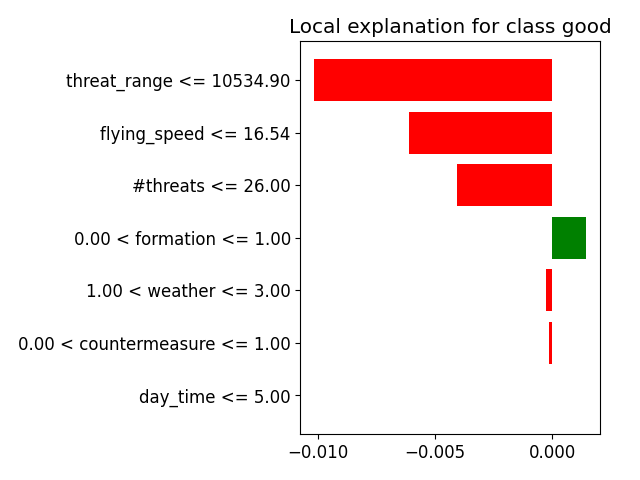 Local explanation for class good
threat_range <= 10534.90
flying_speed <= 16.54
#threats <= 26.00
0.00 < formation <= 1.00
1.00 < weather <= 3.00
0.00 < countermeasure <= 1.00
day_time <= 5.00
−0.010 −0.005 0.000